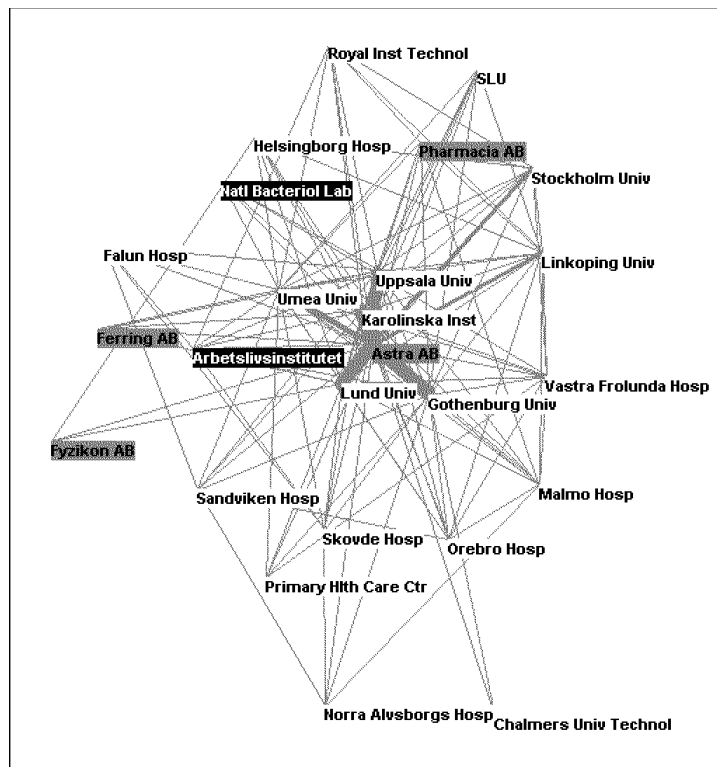 Royal Inst Technol
SLU
Helsingborg Hosp
Pharmacia AB
Stockholm Univ
Natl Bacteriol Lab
Falun Hosp
Linkoping Univ
Uppsala Univ
Umea Univ
Karolinska Inst
Ferring AB
Arbetslivsinstitutet
Astra AB
Vastra Frolunda Hosp
Lund Univ
Gothenburg Univ
Fyzikon AB
Sandviken Hosp
Malmo Hosp
Skovde Hosp
Orebro Hosp
Primary Hlth Care Ctr
Norra Alvsborgs Hosp
Chalmers Univ Technol